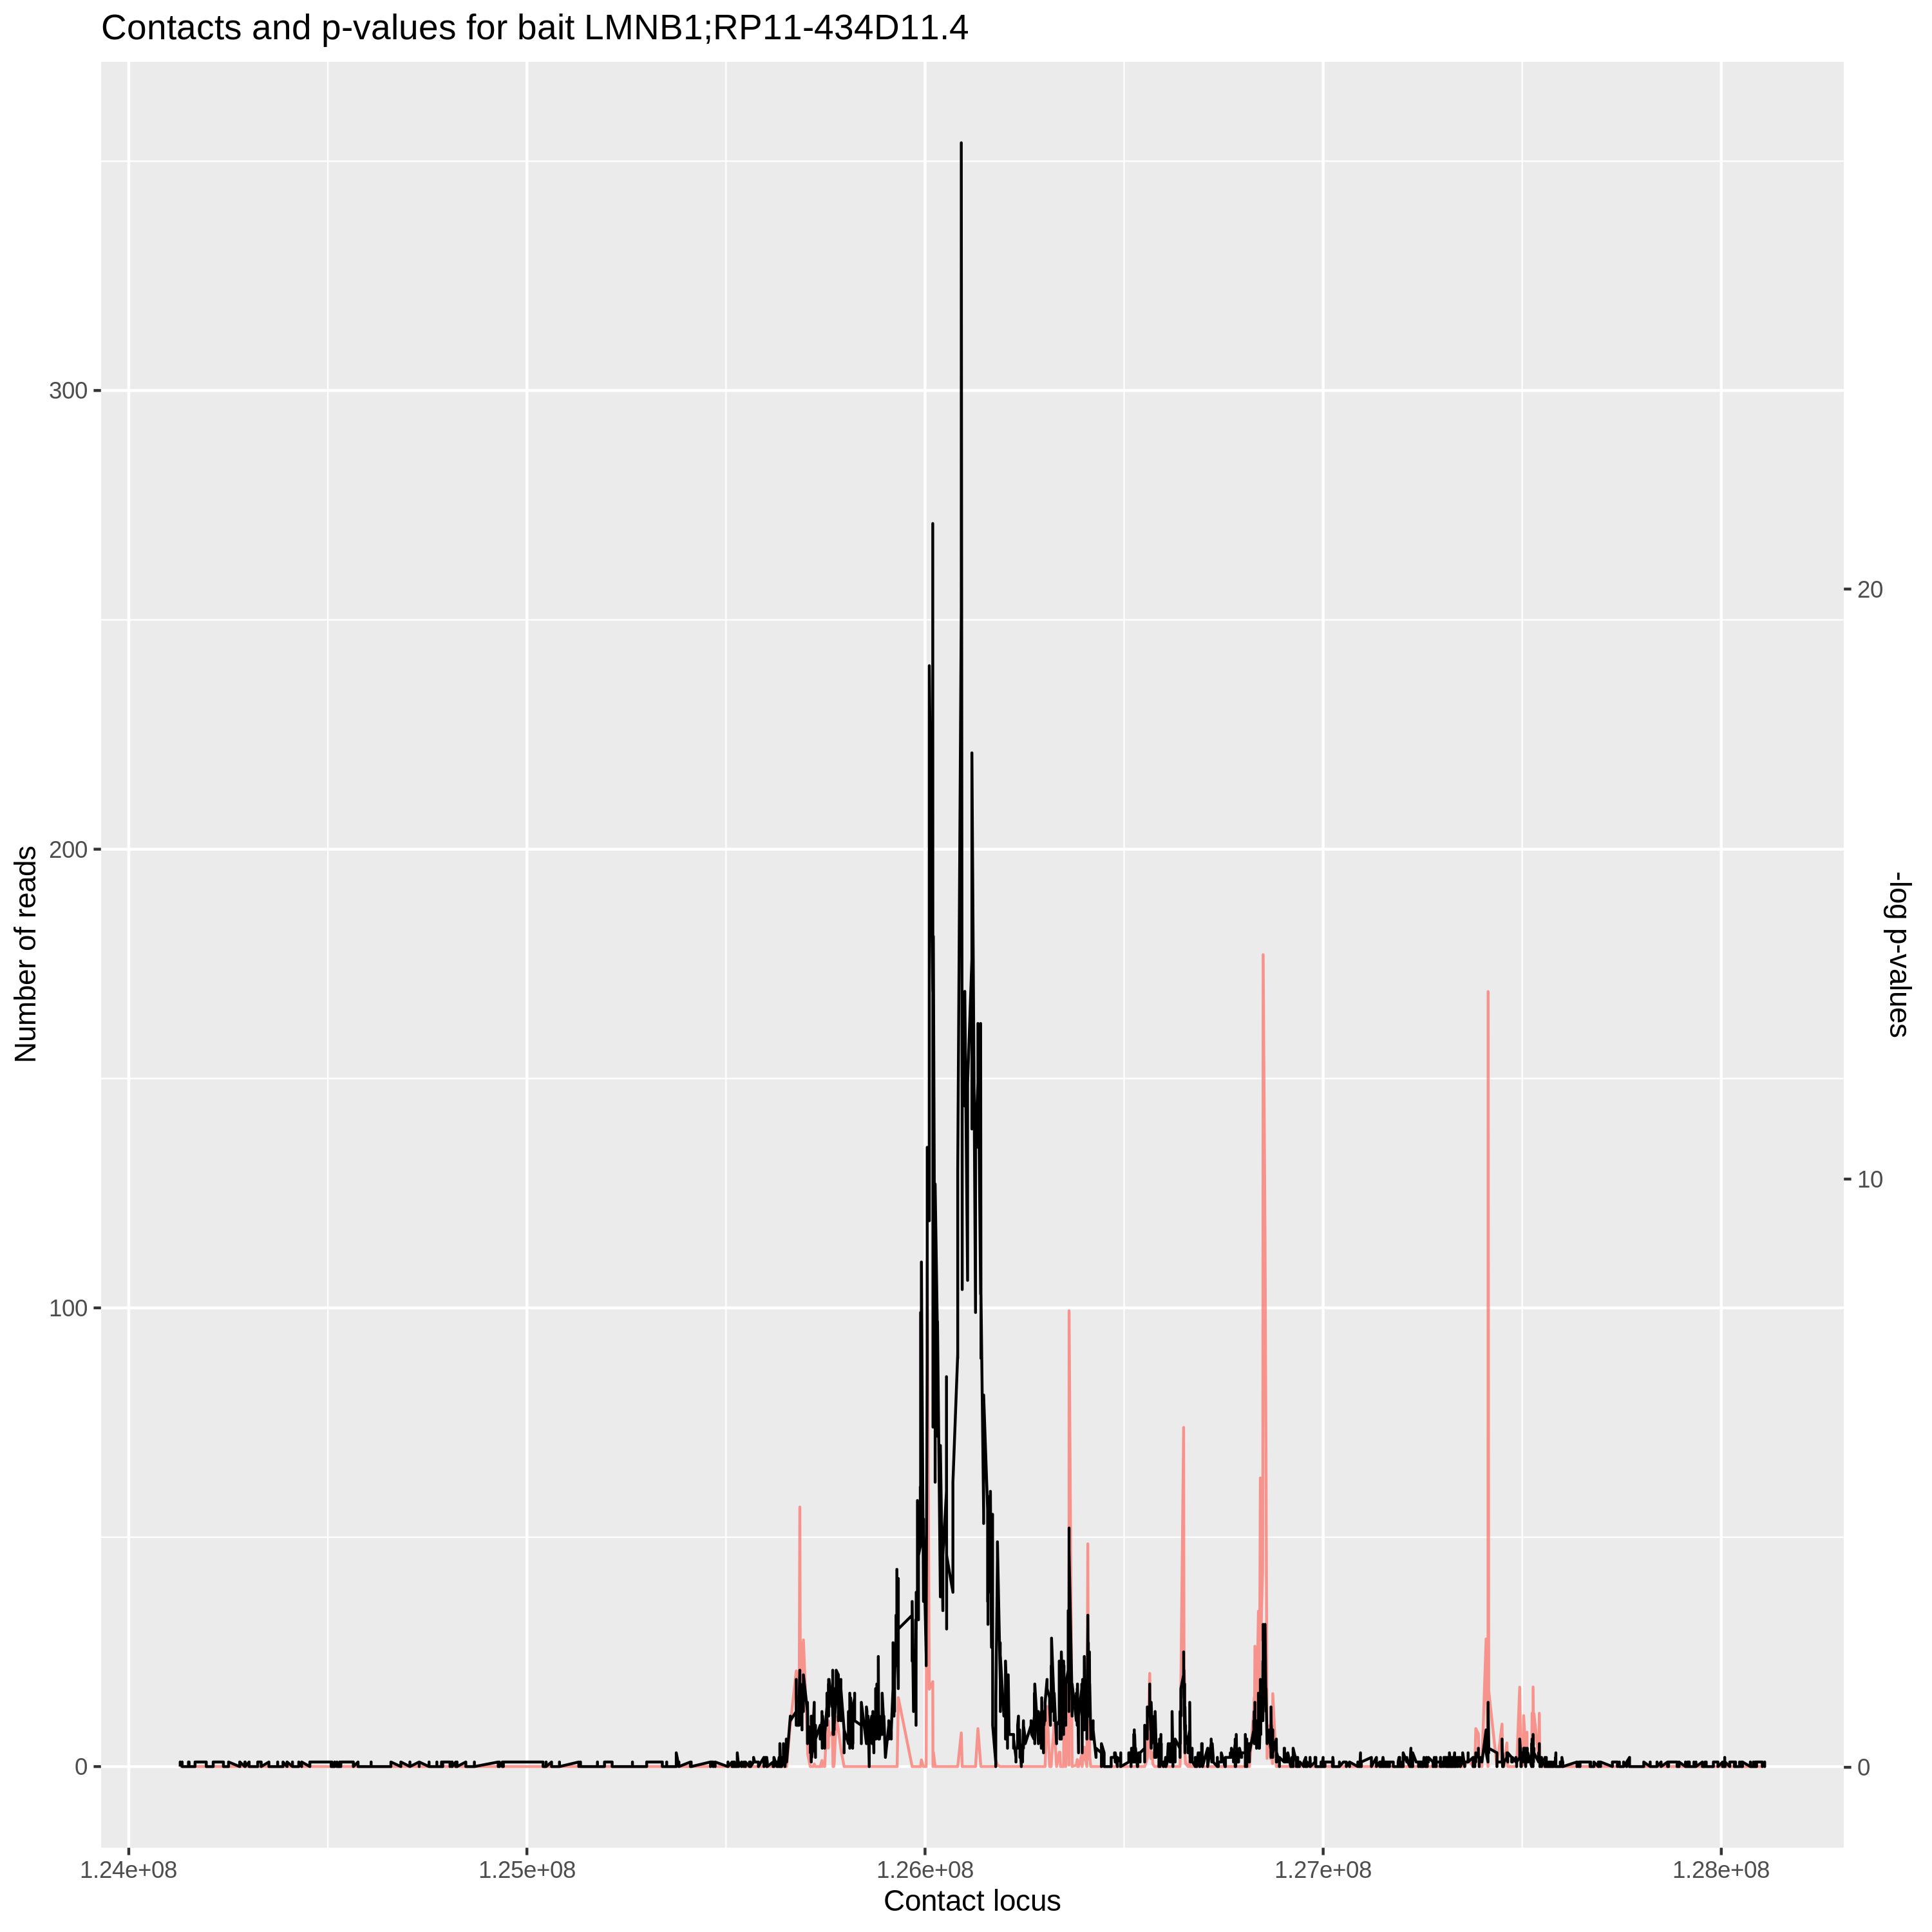 Contacts and p-values for bait LMNB1;RP11-434D11.4
300
200
100
0
Number of reads
20
10
0
-log p-values
1.24e+08
1.25e+08
1.26e+08
1.27e+08
1.28e+08
Contact locus